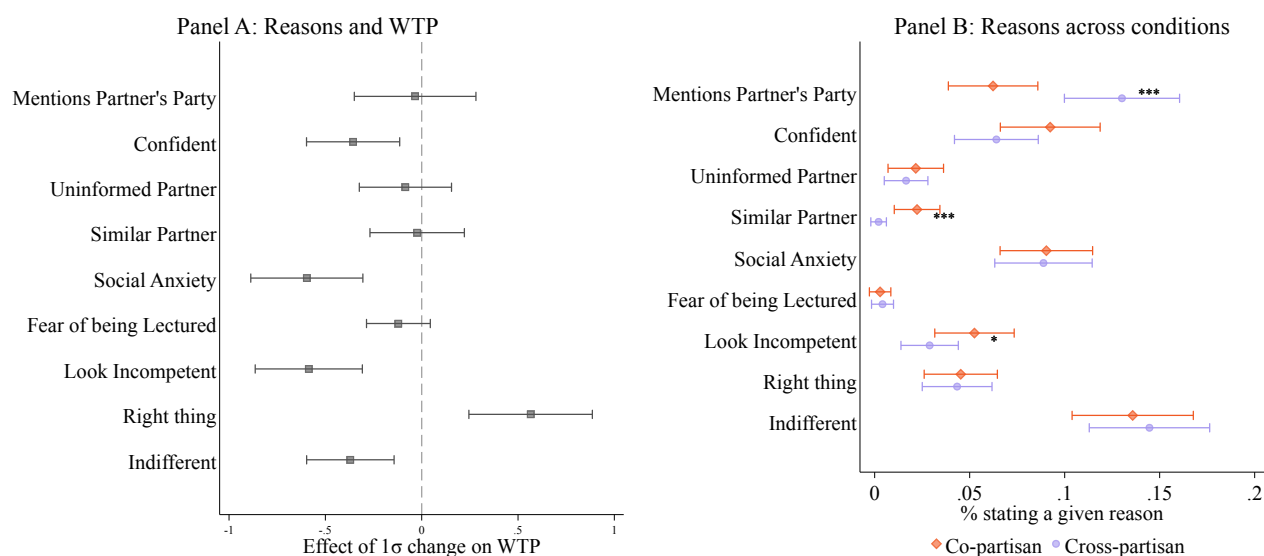 Panel A: Reasons and WTP
Mentions Partner's Party
Confident
Uninformed Partner
Similar Partner
Social Anxiety
Fear of being Lectured
Look Incompetent
Right thing
Indifferent
-1 -.5 0 .5 1
Effect of 1σ change on WTP
Panel B: Reasons across conditions
Mentions Partner's Party
***
Confident
Uninformed Partner
Similar Partner
***
Social Anxiety
Fear of being Lectured
Look Incompetent
*
Right thing
Indifferent
0 .05 .1 .15 .2
% stating a given reason
Co-partisan Cross-partisan